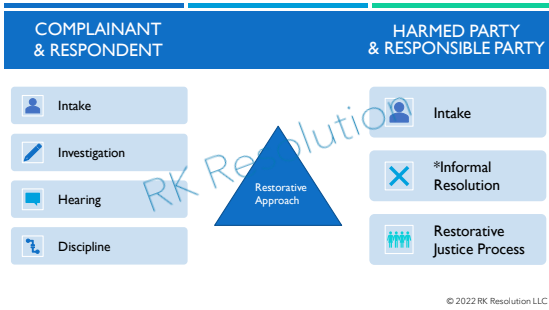 COMPLAINANT
& RESPONDENT
HARMED PARTY
& RESPONSIBLE PARTY
Intake
Investigation
Hearing
Discipline
RK Resolution
Restorative
Approach
Intake
*Informal
Resolution
Restorative
Justice Process
© 2022 RK Resolution LLC